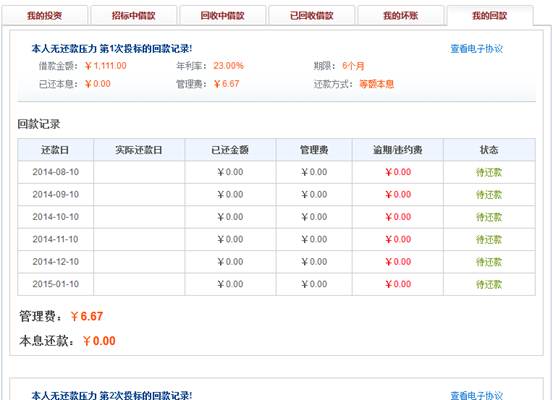 我的投资 招标中借款 回收中借款 已回收借款 我的坏账 我的回款
本人无还款压力 第1次投标的回款记录! 查看电子协议
借款金额：￥1,111.00 年利率：23.00% 期限：6个月
已还本息：￥0.00 管理费：￥6.67 还款方式：等额本息
回款记录
还款日 实际还款日 已还金额 管理费 逾期/违约费 状态
2014-08-10 ￥0.00 ￥0.00 ￥0.00 待还款
2014-09-10 ￥0.00 ￥0.00 ￥0.00 待还款
2014-10-10 ￥0.00 ￥0.00 ￥0.00 待还款
2014-11-10 ￥0.00 ￥0.00 ￥0.00 待还款
2014-12-10 ￥0.00 ￥0.00 ￥0.00 待还款
2015-01-10 ￥0.00 ￥0.00 ￥0.00 待还款
管理费：￥6.67
本息还款：￥0.00
本人无还款压力 第2次投标的回款记录! 查看电子协议